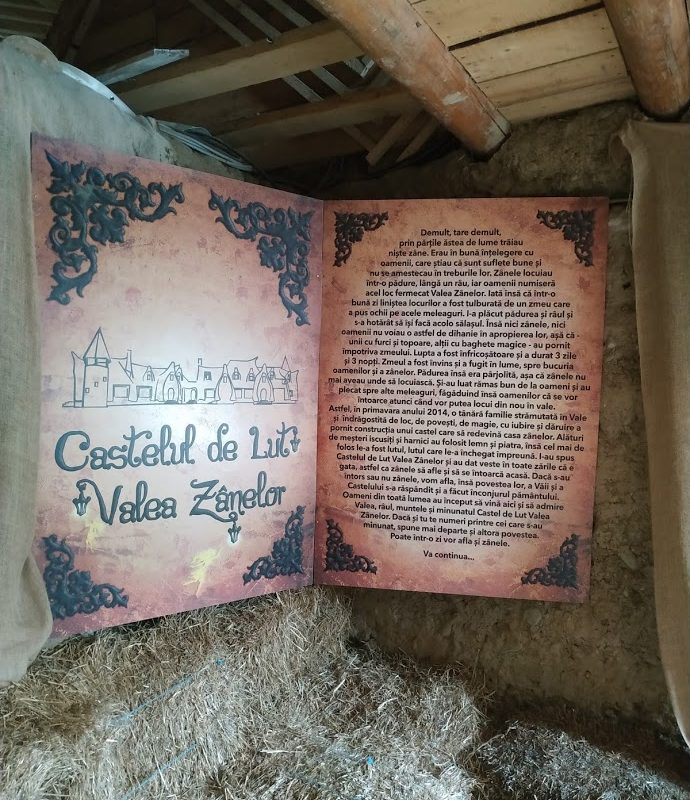 Castelul de Lut
Valea Zânelor
Demult, tare demult,
prin părțile ăstea de lume trăiau
niște zâne. Erau în bună înțelegere cu
oamenii, care știau că sunt suflete bune și
nu se amestecau în treburile lor. Zânele locuiau
într-o pădure, lângă un râu, iar oamenii numiseră
acel loc fermecat Valea Zânelor. Iată însă că într-o
bună zi liniștea locurilor a fost tulburată de un zmeu care
a pus ochii pe acele meleaguri. I-a plăcut pădurea și râul și
s-a hotărât să își facă acolo sălașul. Însă nici zânele, nici
oamenii nu voiau o astfel de dihanie în apropierea lor, așa că -
unii cu furci și topoare, alții cu baghete magice - au pornit
împotriva zmeului. Lupta a fost înfricoșătoare și a durat 3 zile
și 3 nopți. Zmeul a fost învins și a fugit în lume, spre bucuria
oamenilor și a zânelor. Pădurea însă era pârjolită, așa că zânele nu
mai aveau unde să locuiască. Și-au luat rămas bun de la oameni și au
plecat spre alte meleaguri, făgăduind însă oamenilor că se vor
întoarce atunci când vor putea locui din nou în vale.
Astfel, în primavara anului 2014, o tânără familie strămutată în Vale
și îndrăgostită de loc, de povești, de magie, cu iubire și dăruire a
pornit construcția unui castel care să redevină casa zânelor. Alături
de meșteri iscusiți și harnici au folosit lemn și piatra, însă cel mai de
folos le-a fost lutul, lutul care le-a închegat împreună. I-au spus
Castelul de Lut Valea Zânelor și au dat veste în toate zările că e
gata, astfel ca zânele să afle și să se întoarcă acasă. Dacă s-au
întors sau nu zânele, vom afla, însă povestea lor, a Văii și a
Castelului s-a răspândit și a făcut înconjurul pământului.
Oameni din toată lumea au început să vină aici și să admire
Valea, râul, muntele și minunatul Castel de Lut Valea
Zânelor. Dacă și tu te numeri printre cei care s-au
minunat, spune mai departe și altora povestea.
Poate într-o zi vor afla și zânele.
Va continua...